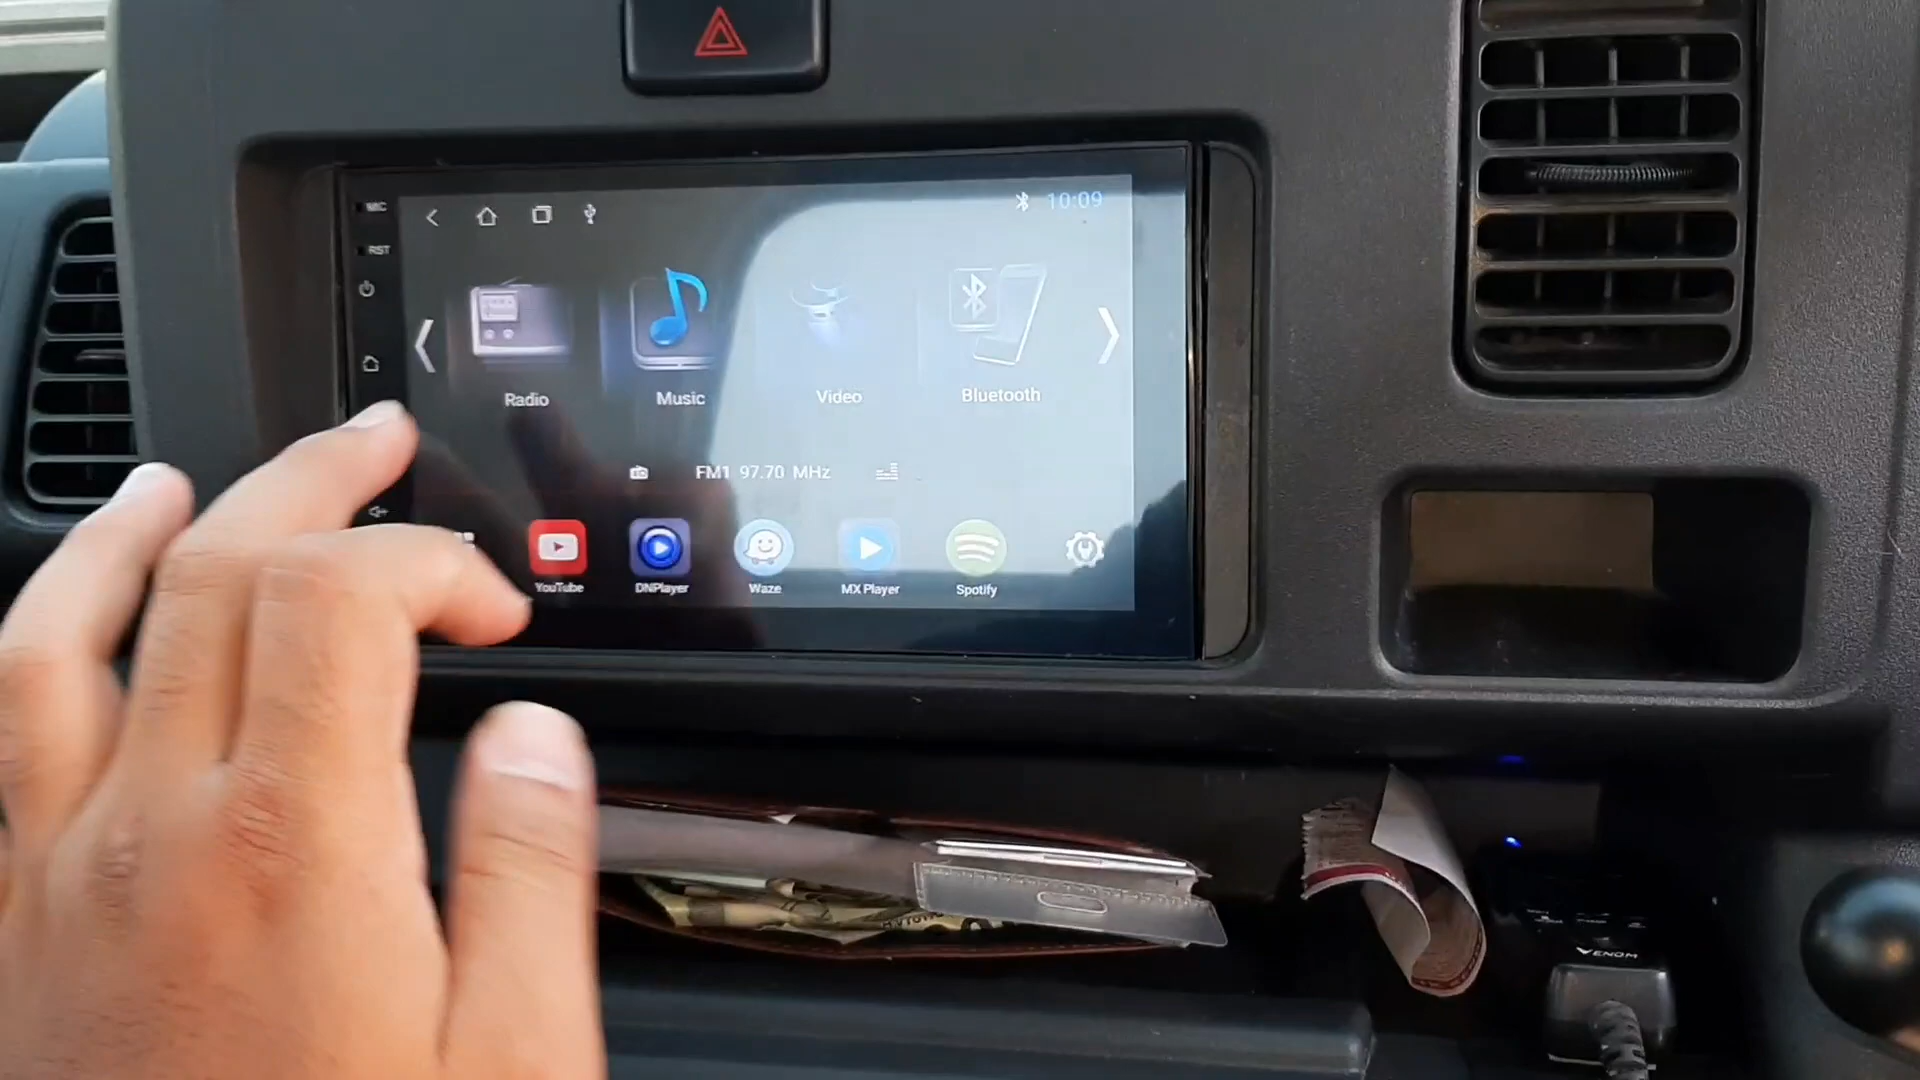 MIC
10:09
RST
Radio
Music
Video
Bluetooth
FM1 97.70 MHz
YouTube
DNPlayer
Waze
MX Player
Spotify
VENOM